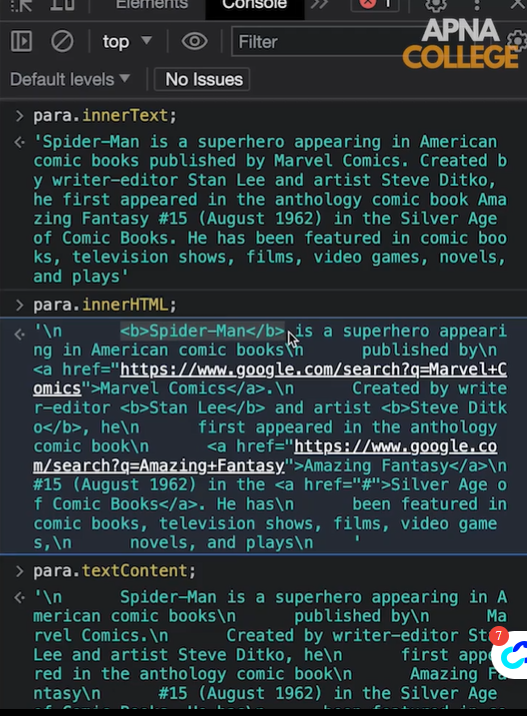 Elements Console >> 1
APNA
COLLEGE
top Filter
Default levels No Issues
> para.innerText;
'Spider-Man is a superhero appearing in American
comic books published by Marvel Comics. Created b
y writer-editor Stan Lee and artist Steve Ditko,
he first appeared in the anthology comic book Ama
zing Fantasy #15 (August 1962) in the Silver Age
of Comic Books. He has been featured in comic boo
ks, television shows, films, video games, novels,
and plays'
> para.innerHTML;
'\n <b>Spider-Man</b> is a superhero appeari
ng in American comic books\n published by\n
<a href="https://www.google.com/search?q=Marvel+C
omics">Marvel Comics</a>.\n Created by write
r-editor <b>Stan Lee</b> and artist <b>Steve Ditk
o</b>, he\n first appeared in the anthology
comic book\n <a href="https://www.google.co
m/search?q=Amazing+Fantasy">Amazing Fantasy</a>\n
#15 (August 1962) in the <a href="#">Silver Age o
f Comic Books</a>. He has\n been featured in
comic books, television shows, films, video game
s,\n novels, and plays\n '
> para.textContent;
'\n Spider-Man is a superhero appearing in A
merican comic books\n published by\n Ma
rvel Comics.\n Created by writer-editor Sta
Lee and artist Steve Ditko, he\n first appe
red in the anthology comic book\n Amazing Fa
ntasy\n #15 (August 1962) in the Silver Age
7